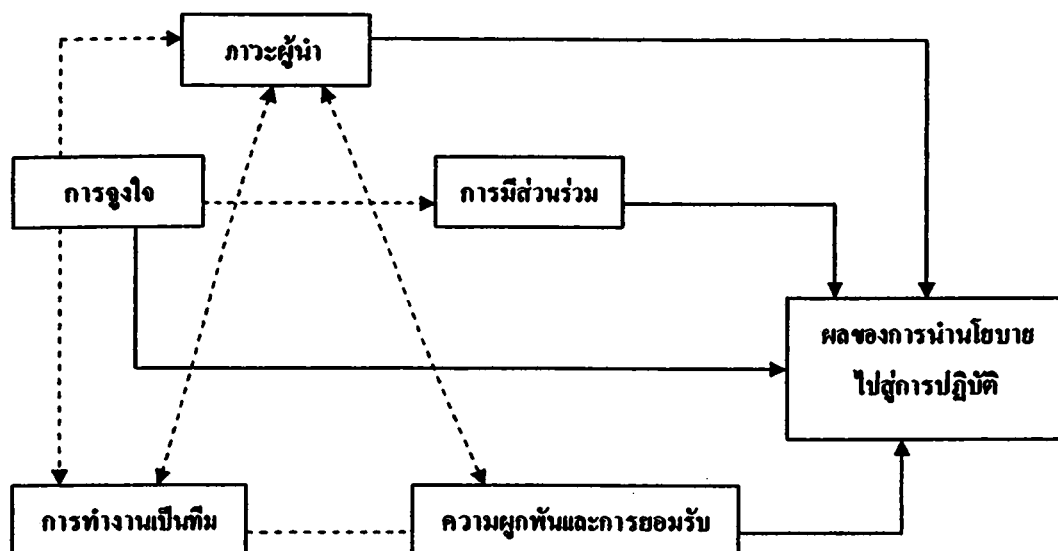 ภาวะผู้นำ
การจูงใจ
การมีส่วนร่วม
ผลของการนำนโยบาย
ไปสู่การปฏิบัติ
การทำงานเป็นทีม
ความผูกพันและการยอมรับ